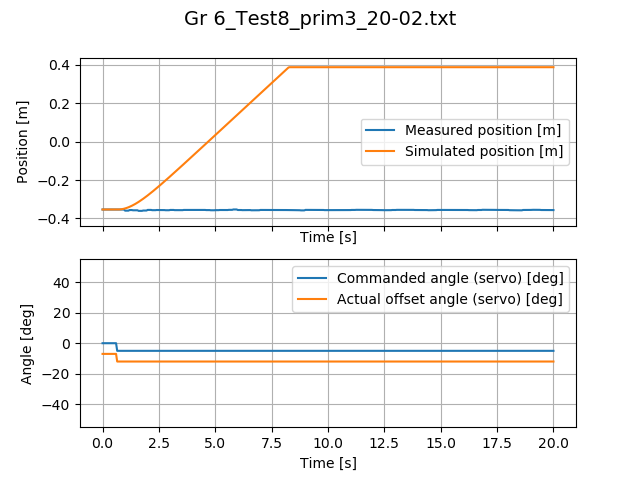 Gr 6_Test8_prim3_20-02.txt
0.4
0.2
0.0
−0.2
−0.4
Position [m]
Measured position [m]
Simulated position [m]
Time [s]
40
20
0
−20
−40
Angle [deg]
Commanded angle (servo) [deg]
Actual offset angle (servo) [deg]
0.0 2.5 5.0 7.5 10.0 12.5 15.0 17.5 20.0
Time [s]